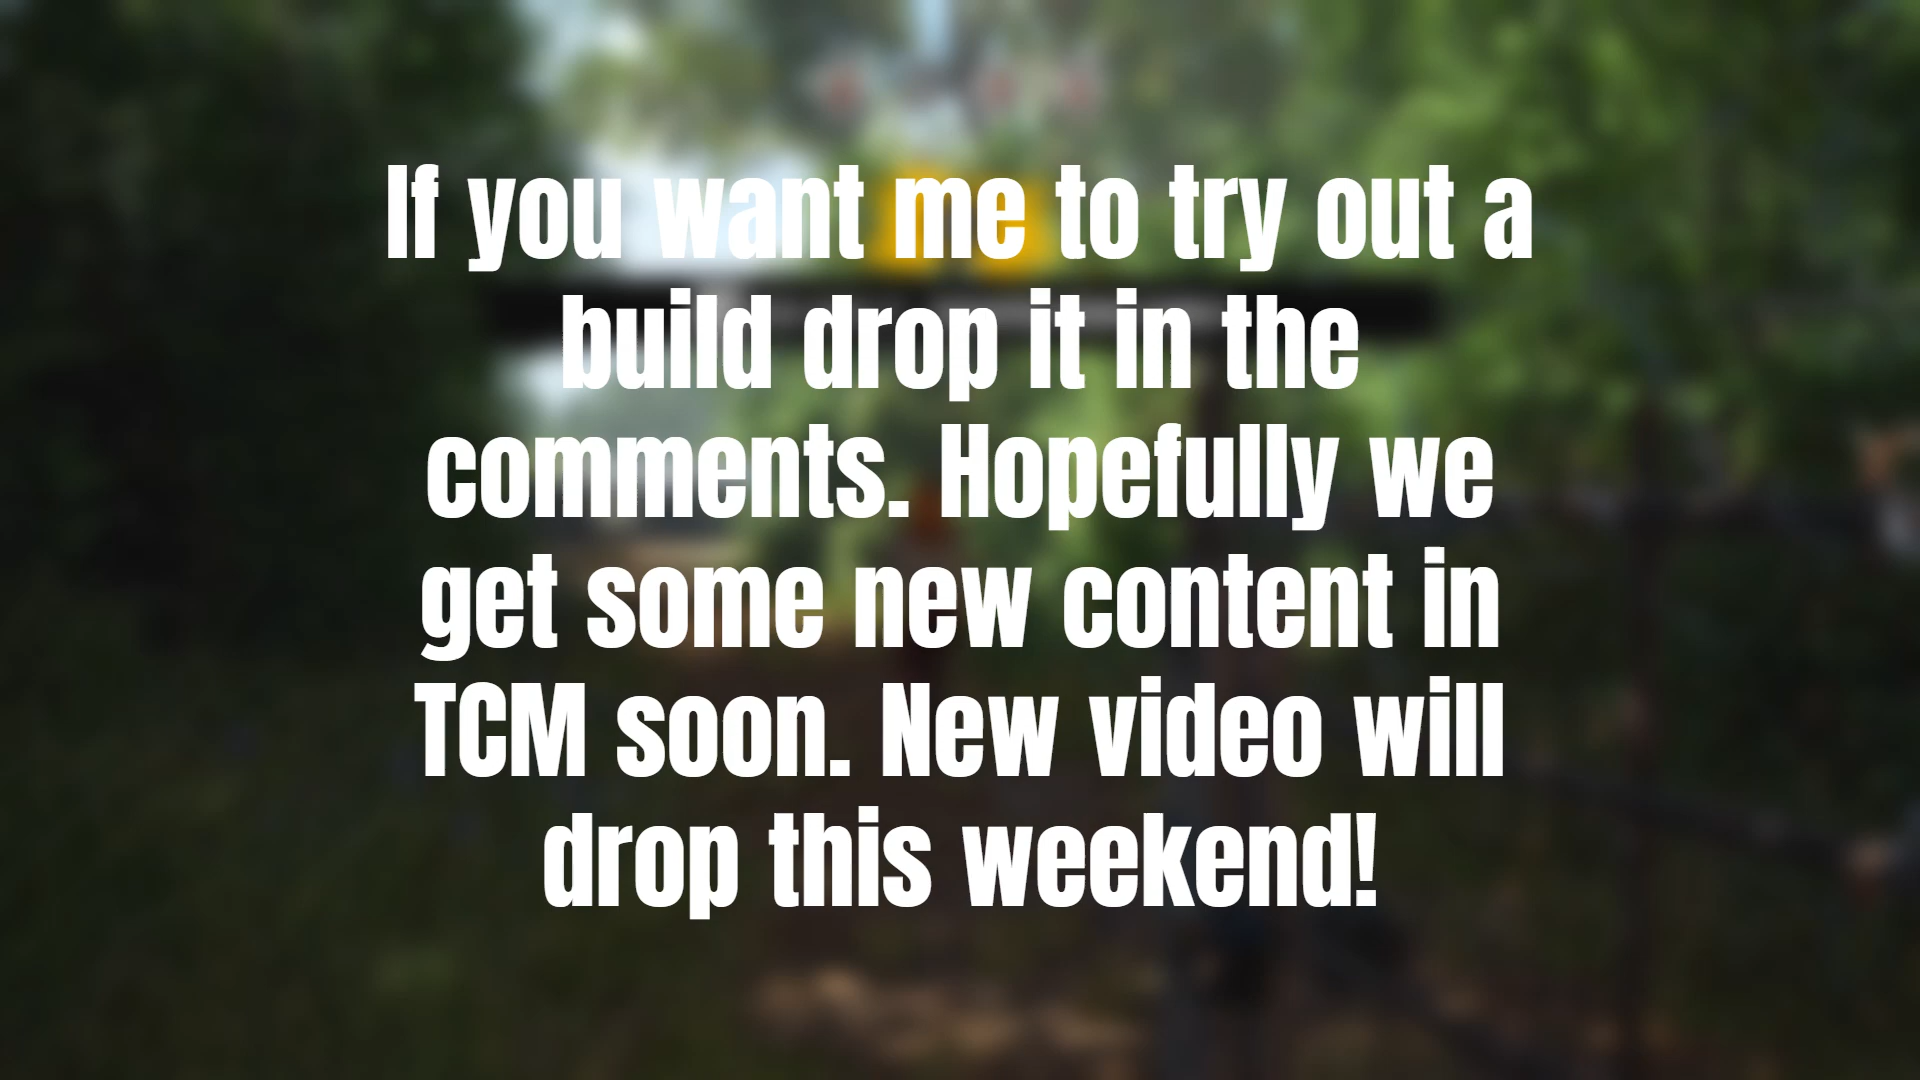 If you want me to try out a
build drop it in the
comments. Hopefully we
get some new content in
TCM soon. New video will
drop this weekend!